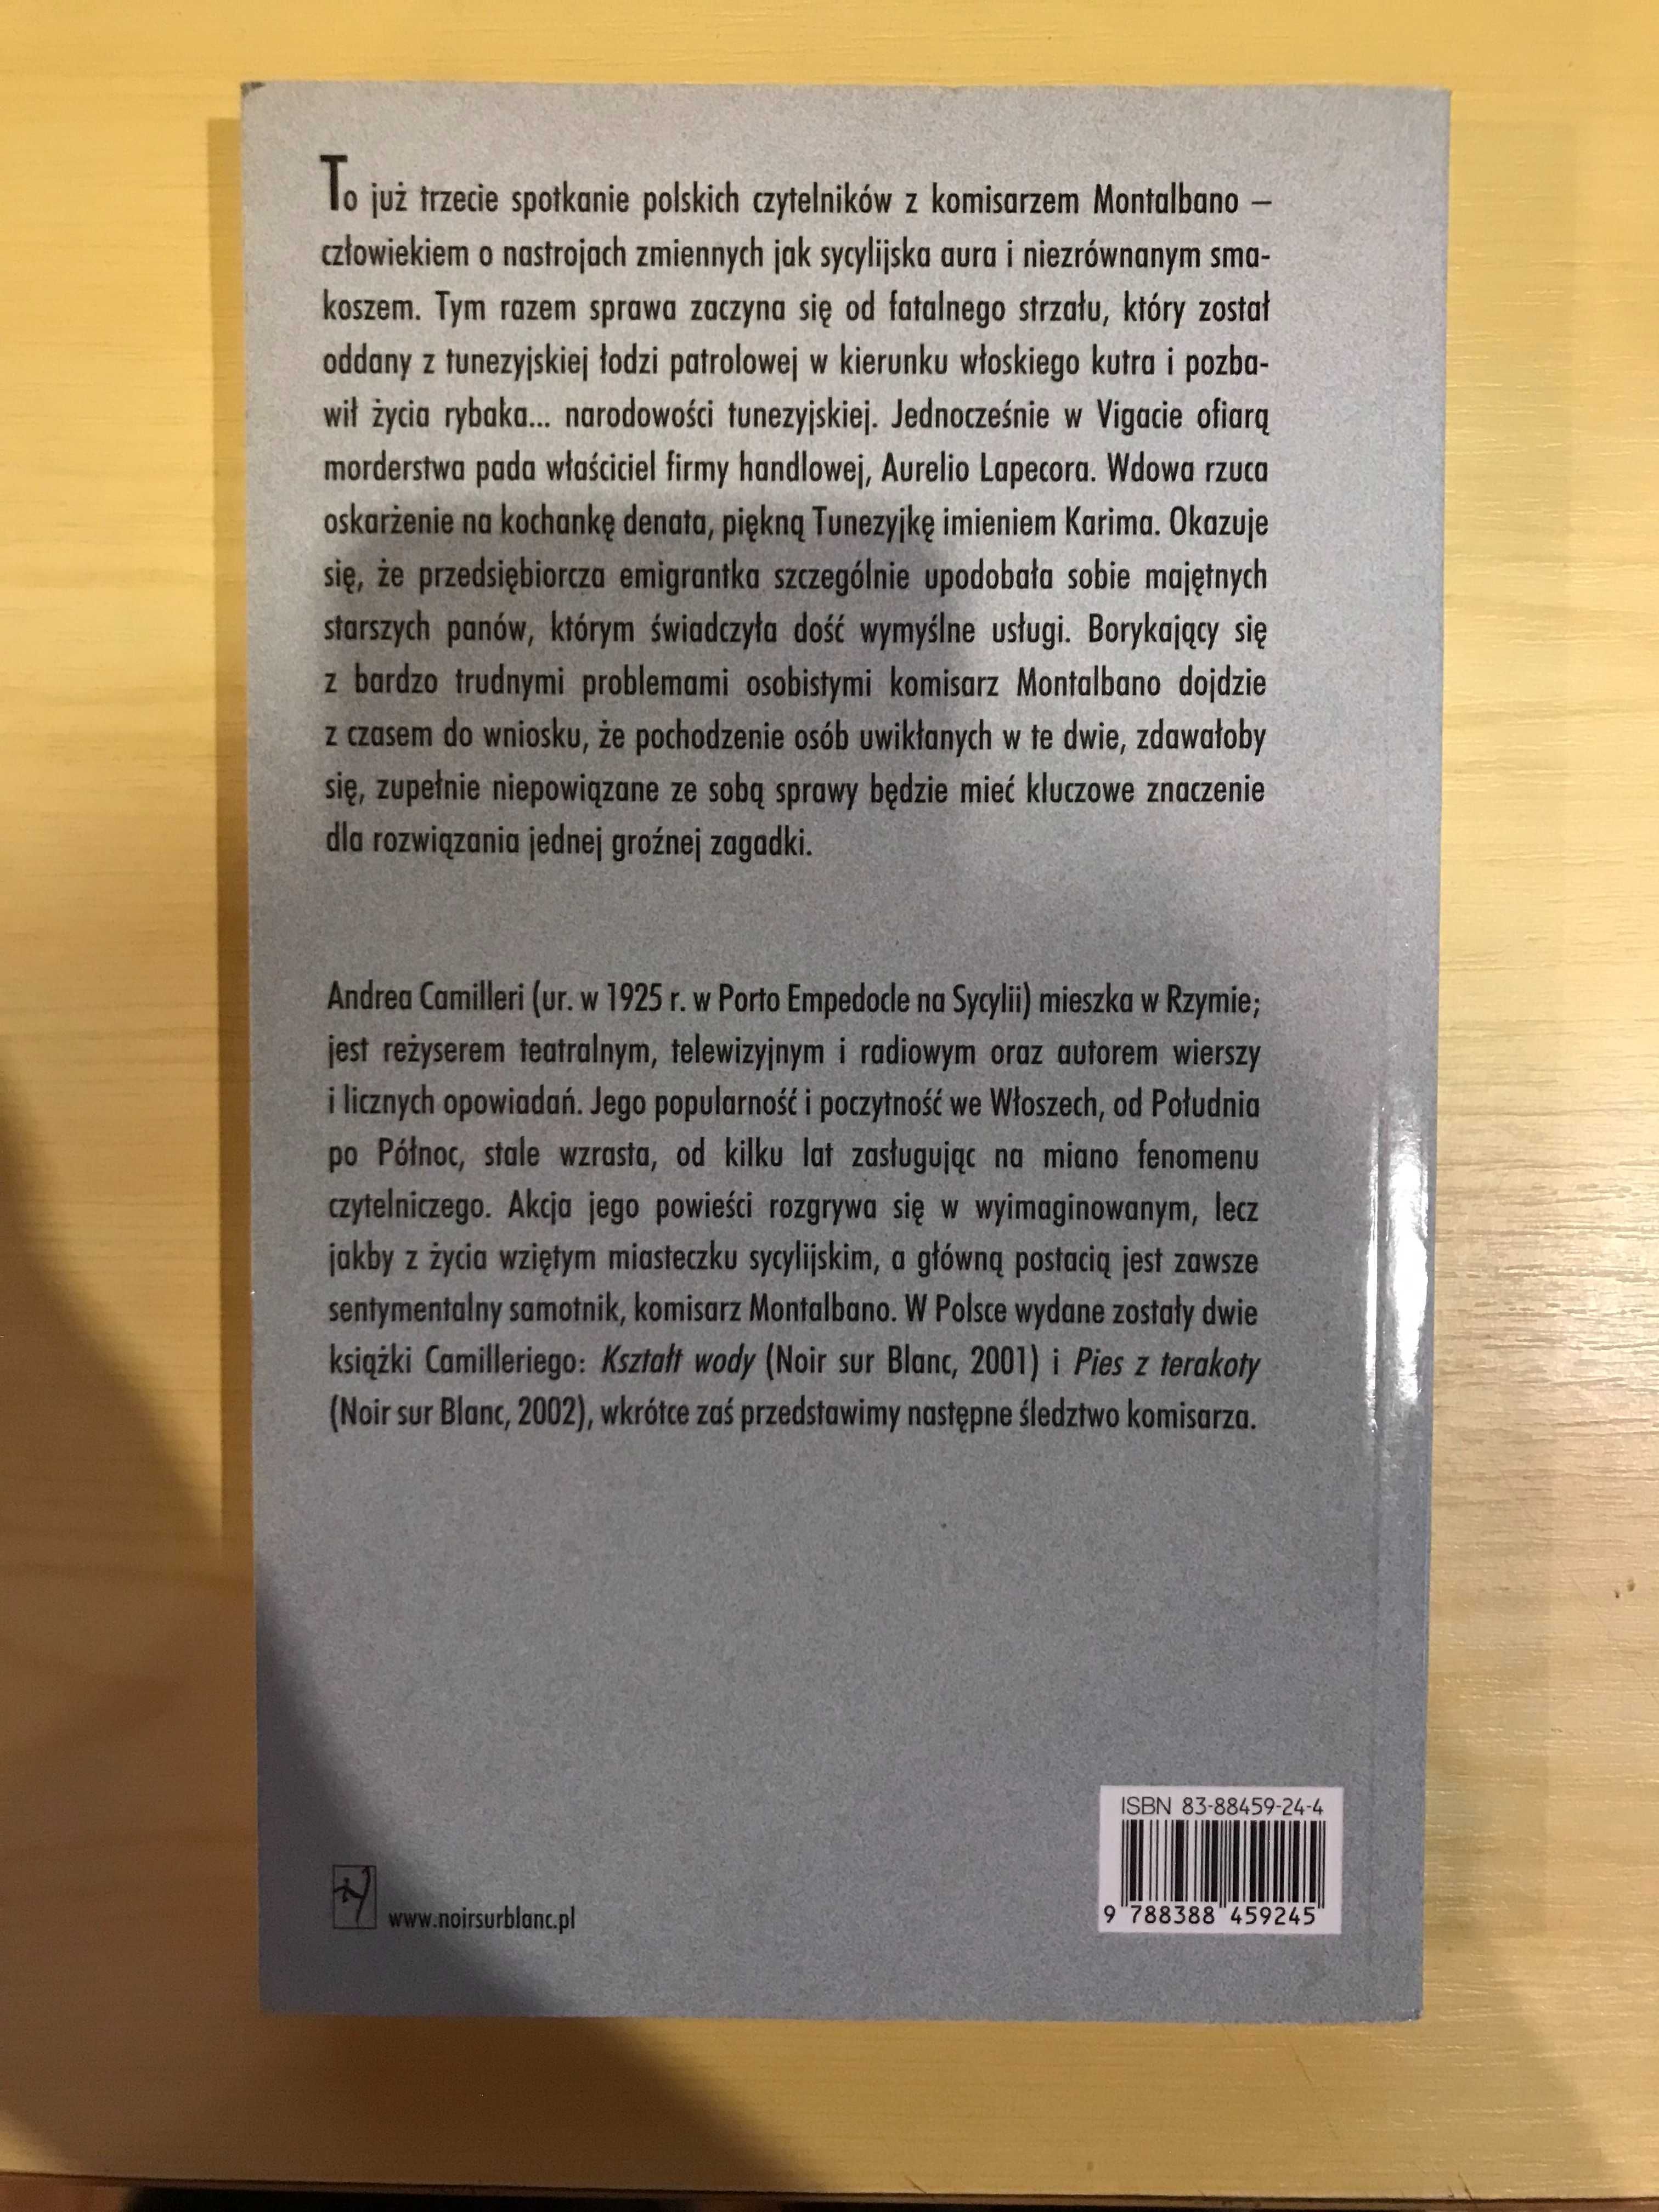 To już trzecie spotkanie polskich czytelników z komisarzem Montalbano –
człowiekiem o nastrojach zmiennych jak sycylijska aura i niezrównanym sma-
koszem. Tym razem sprawa zaczyna się od fatalnego strzału, który został
oddany z tunezyjskiej łodzi patrolowej w kierunku włoskiego kutra i pozba-
wił życia rybaka... narodowości tunezyjskiej. Jednocześnie w Vigacie ofiarą
morderstwa pada właściciel firmy handlowej, Aurelio Lapecora. Wdowa rzuca
oskarżenie na kochankę denata, piękną Tunezyjkę imieniem Karima. Okazuje
się, że przedsiębiorcza emigrantka szczególnie upodobała sobie majętnych
starszych panów, którym świadczyła dość wymyślne usługi. Borykający się
z bardzo trudnymi problemami osobistymi komisarz Montalbano dojdzie
z czasem do wniosku, że pochodzenie osób uwikłanych w te dwie, zdawałoby
się, zupełnie niepowiązane ze sobą sprawy będzie mieć kluczowe znaczenie
dla rozwiązania jednej groźnej zagadki.
Andrea Camilleri (ur. w 1925 r. w Porto Empedocle na Sycylii) mieszka w Rzymie;
jest reżyserem teatralnym, telewizyjnym i radiowym oraz autorem wierszy
i licznych opowiadań. Jego popularność i poczytność we Włoszech, od Południa
po Północ, stale wzrasta, od kilku lat zasługując na miano fenomenu
czytelniczego. Akcja jego powieści rozgrywa się w wyimaginowanym, lecz
jakby z życia wziętym miasteczku sycylijskim, a główną postacią jest zawsze
sentymentalny samotnik, komisarz Montalbano. W Polsce wydane zostały dwie
książki Camilleriego: Kształt wody (Noir sur Blanc, 2001) i Pies z terakoty
(Noir sur Blanc, 2002), wkrótce zaś przedstawimy następne śledztwo komisarza.
ISBN 83-88459-24-4
9 788388 459245
www.noirsurblanc.pl